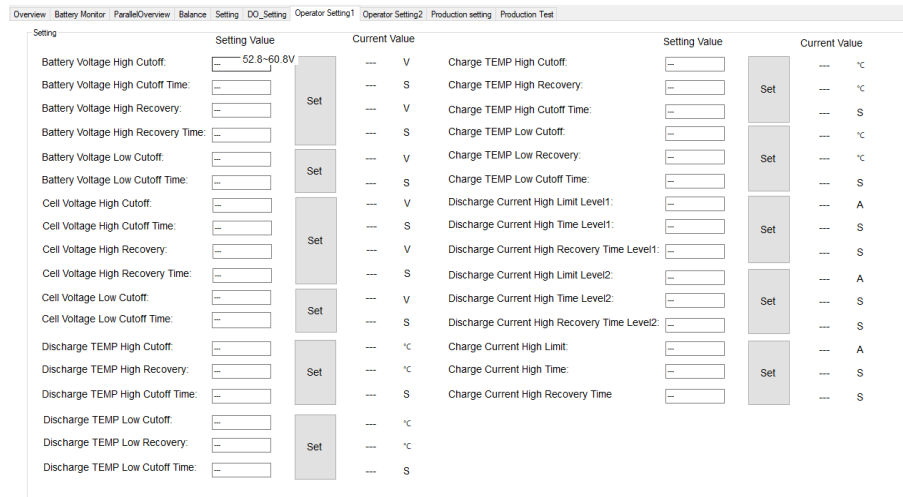 Overview Battery Monitor ParallelOverview Balance Setting DO_Setting Operator Setting1 Operator Setting2 Production setting Production Test
Setting
Setting Value Current Value Setting Value Current Value
Battery Voltage High Cutoff: 52.8~60.8V --- V Charge TEMP High Cutoff: --- --- °C
Battery Voltage High Cutoff Time: --- --- S Charge TEMP High Recovery: --- --- °C
Set Set
Battery Voltage High Recovery: --- --- V Charge TEMP High Cutoff Time: --- --- S
Battery Voltage High Recovery Time: --- --- S Charge TEMP Low Cutoff: --- --- °C
Battery Voltage Low Cutoff: --- --- V Charge TEMP Low Recovery: --- --- °C
Set Set
Battery Voltage Low Cutoff Time: --- --- S Charge TEMP Low Cutoff Time: --- --- S
Cell Voltage High Cutoff: --- --- V Discharge Current High Limit Level1: --- --- A
Cell Voltage High Cutoff Time: --- --- S Discharge Current High Time Level1: --- --- S
Set Set
Cell Voltage High Recovery: --- --- V Discharge Current High Recovery Time Level1: --- --- S
Cell Voltage High Recovery Time: --- --- S Discharge Current High Limit Level2: --- --- A
Cell Voltage Low Cutoff: --- --- V Discharge Current High Time Level2: --- --- S
Set Set
Cell Voltage Low Cutoff Time: --- --- S Discharge Current High Recovery Time Level2: --- --- S
Discharge TEMP High Cutoff: --- --- °C Charge Current High Limit: --- --- A
Discharge TEMP High Recovery: --- Set --- °C Charge Current High Time: --- Set --- S
Discharge TEMP High Cutoff Time: --- --- S Charge Current High Recovery Time --- --- S
Discharge TEMP Low Cutoff: --- --- °C
Discharge TEMP Low Recovery: --- Set --- °C
Discharge TEMP Low Cutoff Time: --- --- S